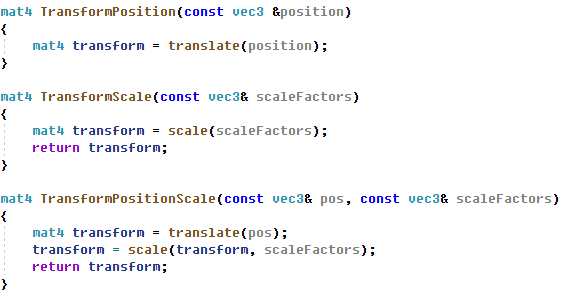 mat4 TransformPosition(const vec3 &position)
{
mat4 transform = translate(position);
}
mat4 TransformScale(const vec3& scaleFactors)
{
mat4 transform = scale(scaleFactors);
return transform;
}
mat4 TransformPositionScale(const vec3& pos, const vec3& scaleFactors)
{
mat4 transform = translate(pos);
transform = scale(transform, scaleFactors);
return transform;
}